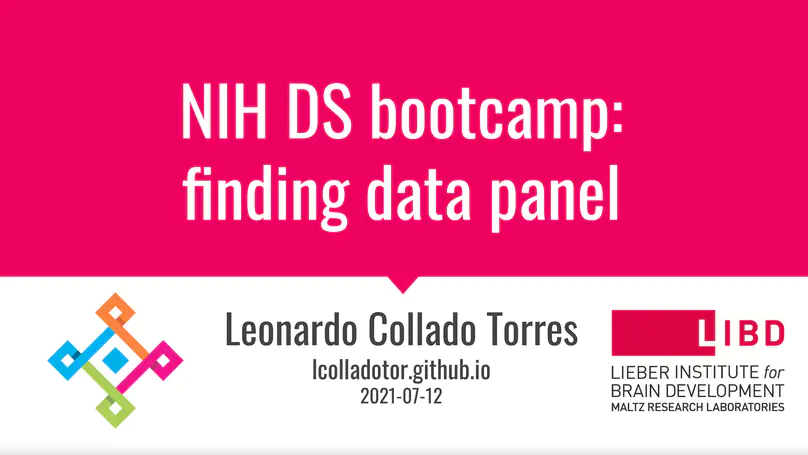 NIH DS bootcamp:
finding data panel
Leonardo Collado Torres
lcolladotor.github.io
2021-07-12
LIBD
LIEBER INSTITUTE for
BRAIN DEVELOPMENT
MALTZ RESEARCH LABORATORIES